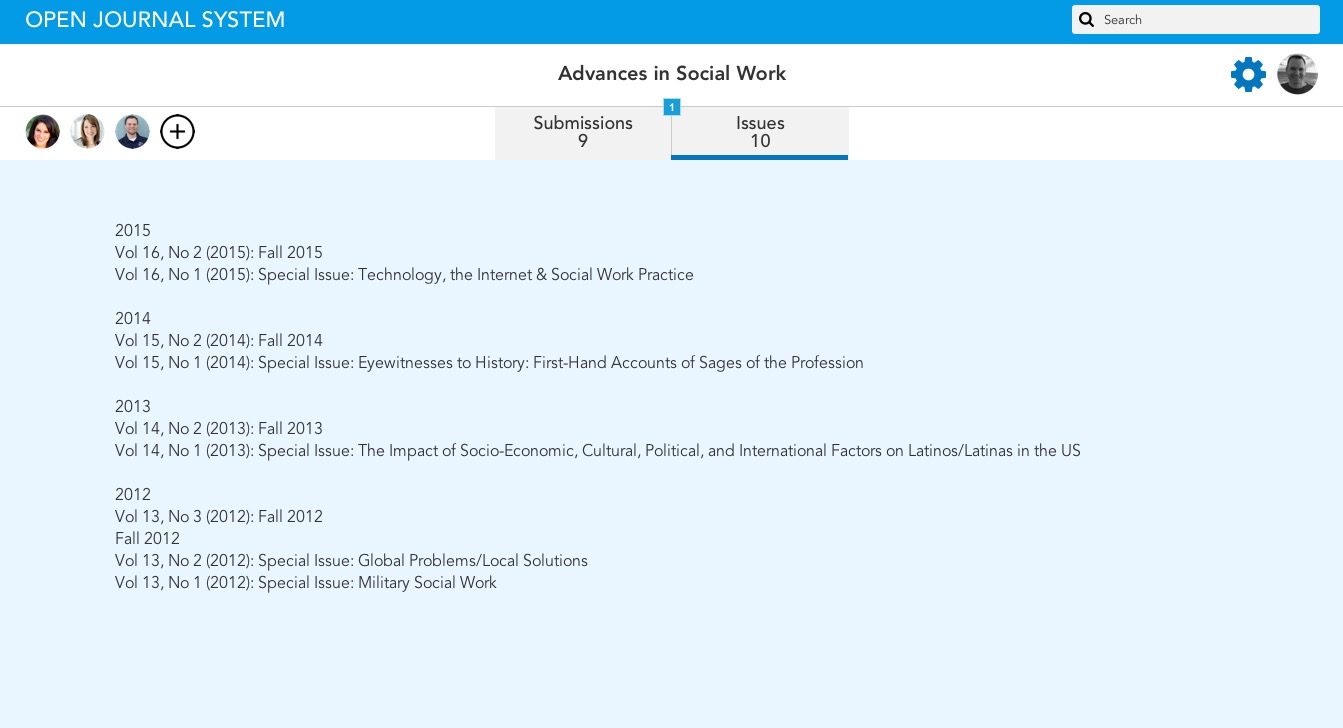 OPEN JOURNAL SYSTEM
Search
Advances in Social Work
1
Submissions
9
Issues
10
2015
Vol 16, No 2 (2015): Fall 2015
Vol 16, No 1 (2015): Special Issue: Technology, the Internet & Social Work Practice
2014
Vol 15, No 2 (2014): Fall 2014
Vol 15, No 1 (2014): Special Issue: Eyewitnesses to History: First-Hand Accounts of Sages of the Profession
2013
Vol 14, No 2 (2013): Fall 2013
Vol 14, No 1 (2013): Special Issue: The Impact of Socio-Economic, Cultural, Political, and International Factors on Latinos/Latinas in the US
2012
Vol 13, No 3 (2012): Fall 2012
Fall 2012
Vol 13, No 2 (2012): Special Issue: Global Problems/Local Solutions
Vol 13, No 1 (2012): Special Issue: Military Social Work